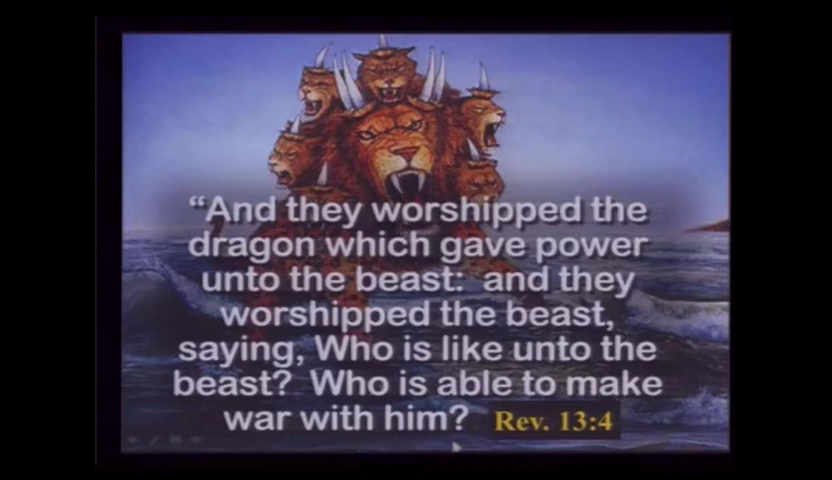 “And they worshipped the
dragon which gave power
unto the beast:  and they
worshipped the beast,
saying, Who is like unto the
beast?  Who is able to make
war with him?  Rev. 13:4